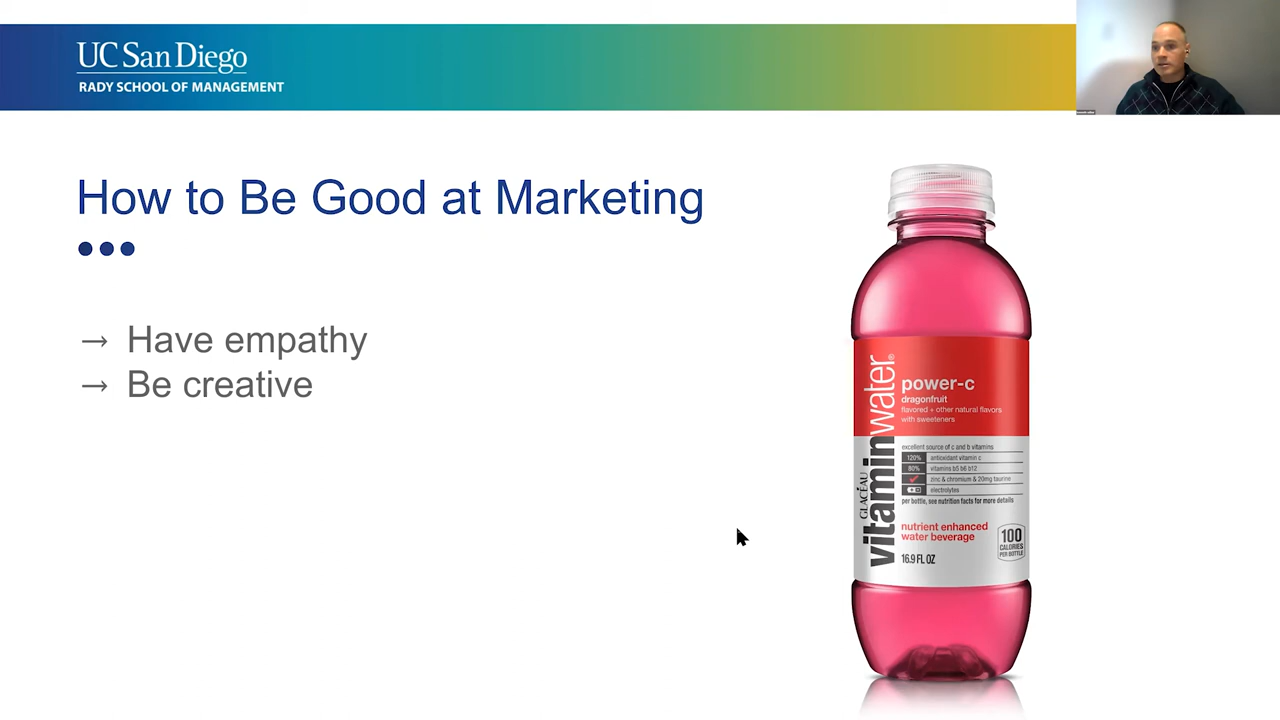 UC San Diego
RADY SCHOOL OF MANAGEMENT
How to Be Good at Marketing
→ Have empathy
→ Be creative
vitaminwater®
GLACÉAU
power-c
dragonfruit
flavored + other natural flavors
with sweeteners
excellent source of c and b vitamins
120% antioxidant vitamin c
80% vitamins b5 b6 b12
zinc & chromium & 20mg taurine
electrolytes
per bottle, see nutrition facts for more details
nutrient enhanced
water beverage
16.9 FL OZ
100
CALORIES
PER BOTTLE